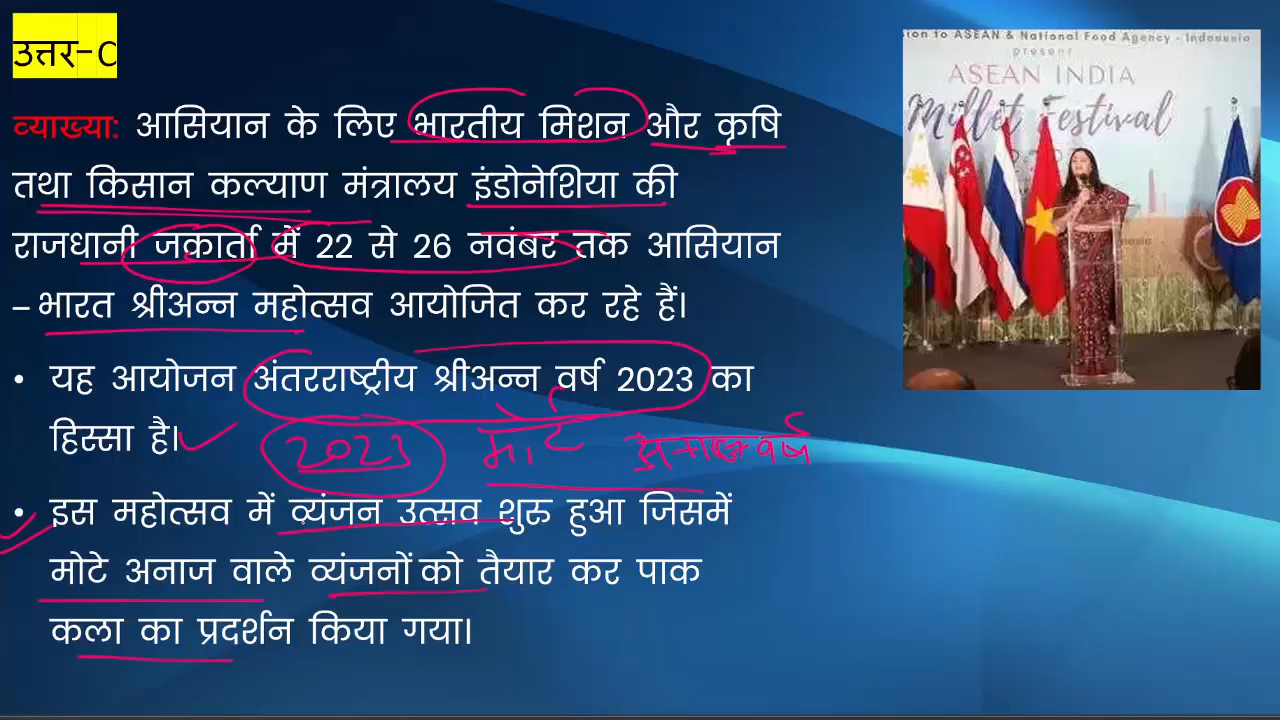 उत्तर-C
व्याख्या: आसियान के लिए भारतीय मिशन और कृषि
तथा किसान कल्याण मंत्रालय इंडोनेशिया की
राजधानी जकार्ता में 22 से 26 नवंबर तक आसियान
– भारत श्रीअन्न महोत्सव आयोजित कर रहे हैं।
• यह आयोजन अंतरराष्ट्रीय श्रीअन्न वर्ष 2023 का
हिस्सा है।
2023 मोटे वर्ष
• इस महोत्सव में व्यंजन उत्सव शुरु हुआ जिसमें
मोटे अनाज वाले व्यंजनों को तैयार कर पाक
कला का प्रदर्शन किया गया।
to ASEAN & National Food Agency - Indonesia
present
ASEAN INDIA
Millet Festival